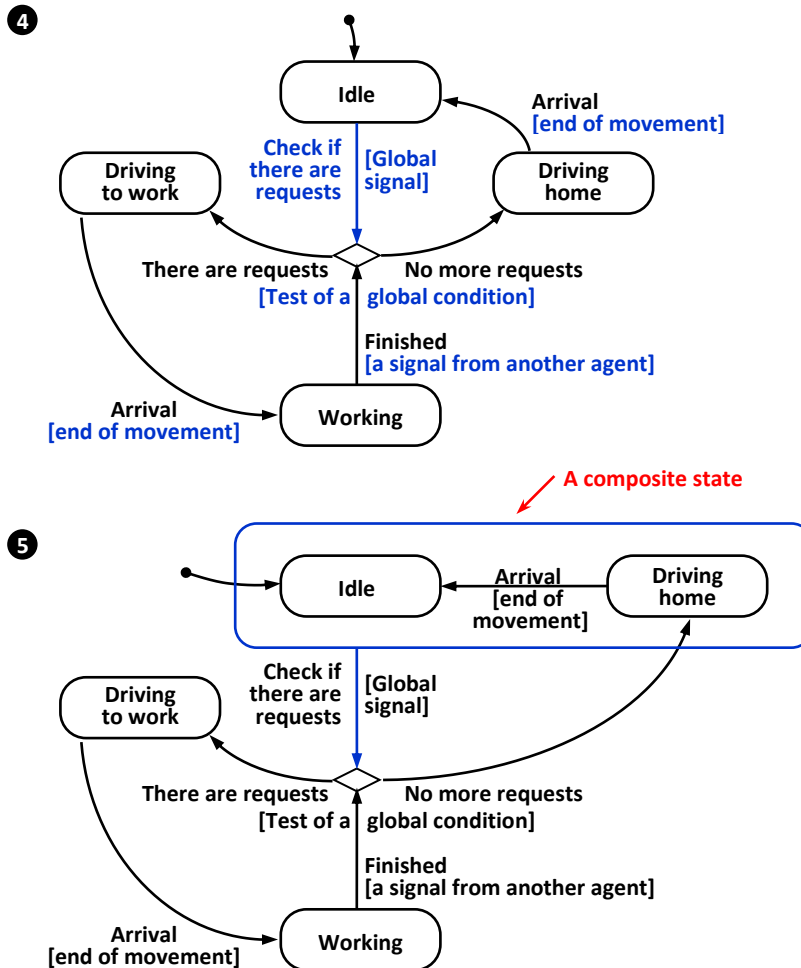 4
Idle
Arrival
[end of movement]
Check if
there are
requests
[Global
signal]
Driving
to work
Driving
home
There are requests
No more requests
[Test of a global condition]
Finished
[a signal from another agent]
Arrival
[end of movement]
Working
A composite state
5
Idle
Arrival
[end of
movement]
Driving
home
Check if
there are
requests
[Global
signal]
Driving
to work
There are requests
No more requests
[Test of a global condition]
Finished
[a signal from another agent]
Arrival
[end of movement]
Working